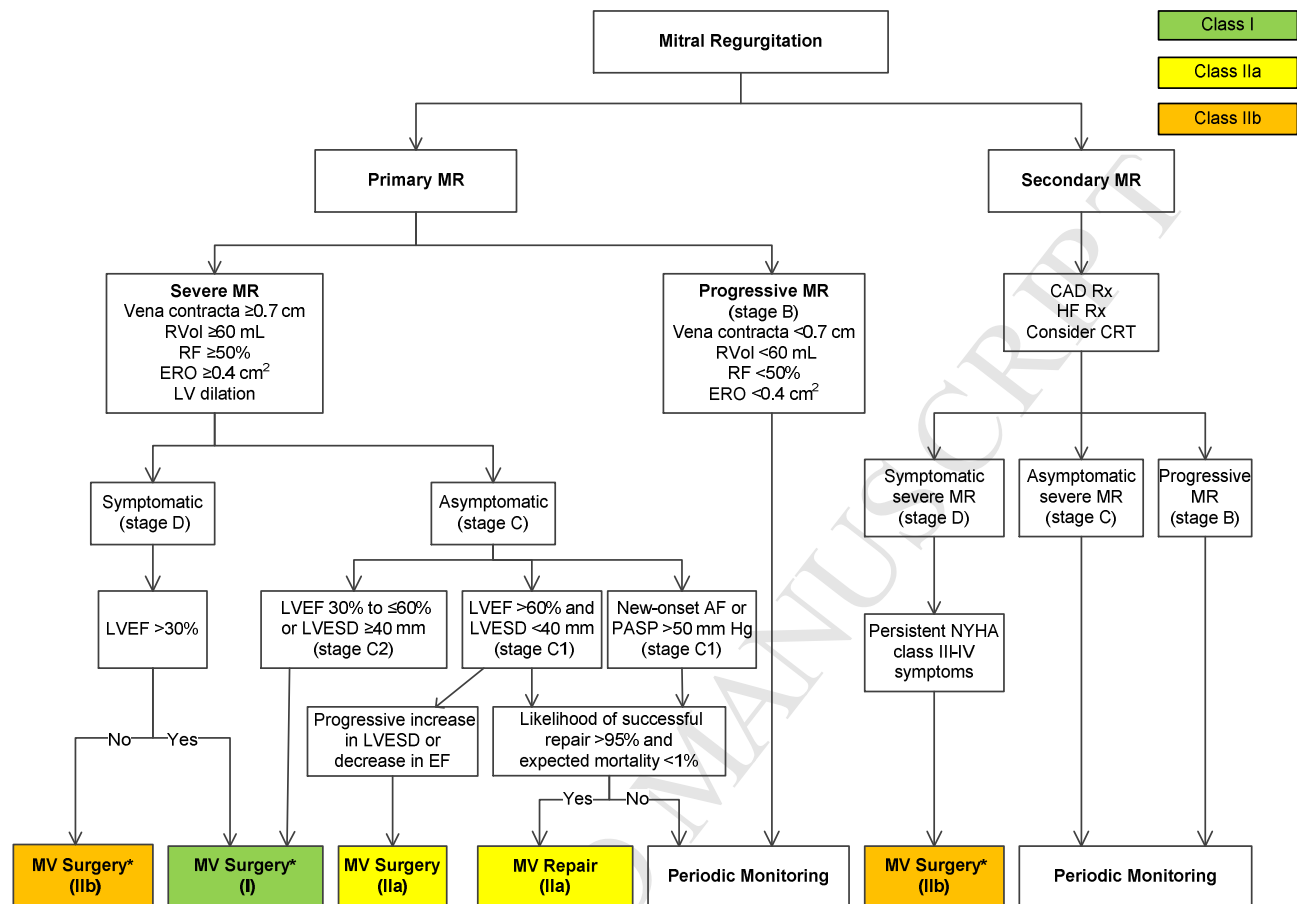 Mitral Regurgitation
Class I
Class IIa
Class IIb
Primary MR
Secondary MR
Severe MR
Vena contracta ≥0.7 cm
RVol ≥60 mL
RF ≥50%
ERO ≥0.4 cm²
LV dilation
Progressive MR
(stage B)
Vena contracta <0.7 cm
RVol <60 mL
RF <50%
ERO <0.4 cm²
CAD Rx
HF Rx
Consider CRT
Symptomatic
(stage D)
Asymptomatic
(stage C)
Symptomatic
severe MR
(stage D)
Asymptomatic
severe MR
(stage C)
Progressive
MR
(stage B)
LVEF >30%
LVEF 30% to ≤60%
or LVESD ≥40 mm
(stage C2)
LVEF >60% and
LVESD <40 mm
(stage C1)
New-onset AF or
PASP >50 mm Hg
(stage C1)
Persistent NYHA
class III-IV
symptoms
Progressive increase
in LVESD or
decrease in EF
Likelihood of successful
repair >95% and
expected mortality <1%
No
Yes
Yes
No
MV Surgery*
(IIb)
MV Surgery*
(I)
MV Surgery
(IIa)
MV Repair
(IIa)
Periodic Monitoring
MV Surgery*
(IIb)
Periodic Monitoring
MANUSCRIPT